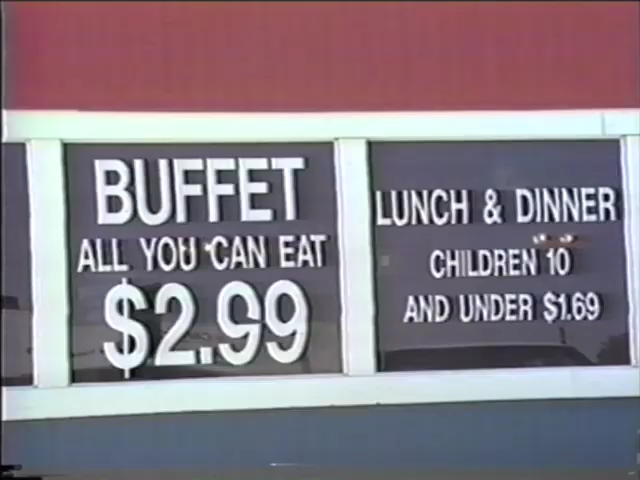 BUFFET
ALL YOU CAN EAT
$2.99
LUNCH & DINNER
CHILDREN 10
AND UNDER $1.69